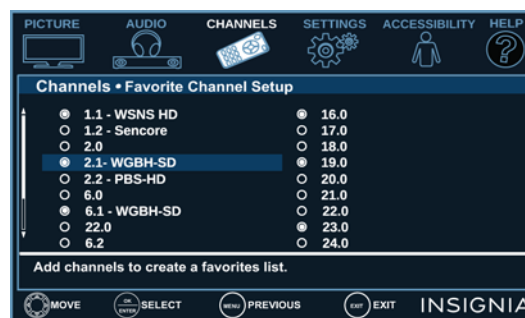 PICTURE AUDIO CHANNELS SETTINGS ACCESSIBILITY HELP
Channels • Favorite Channel Setup
1.1 - WSNS HD
1.2 - Sencore
2.0
2.1- WGBH-SD
2.2 - PBS-HD
6.0
6.1 - WGBH-SD
22.0
6.2
16.0
17.0
18.0
19.0
20.0
21.0
22.0
23.0
24.0
Add channels to create a favorites list.
MOVE OK ENTER SELECT MENU PREVIOUS EXIT EXIT INSIGNIA